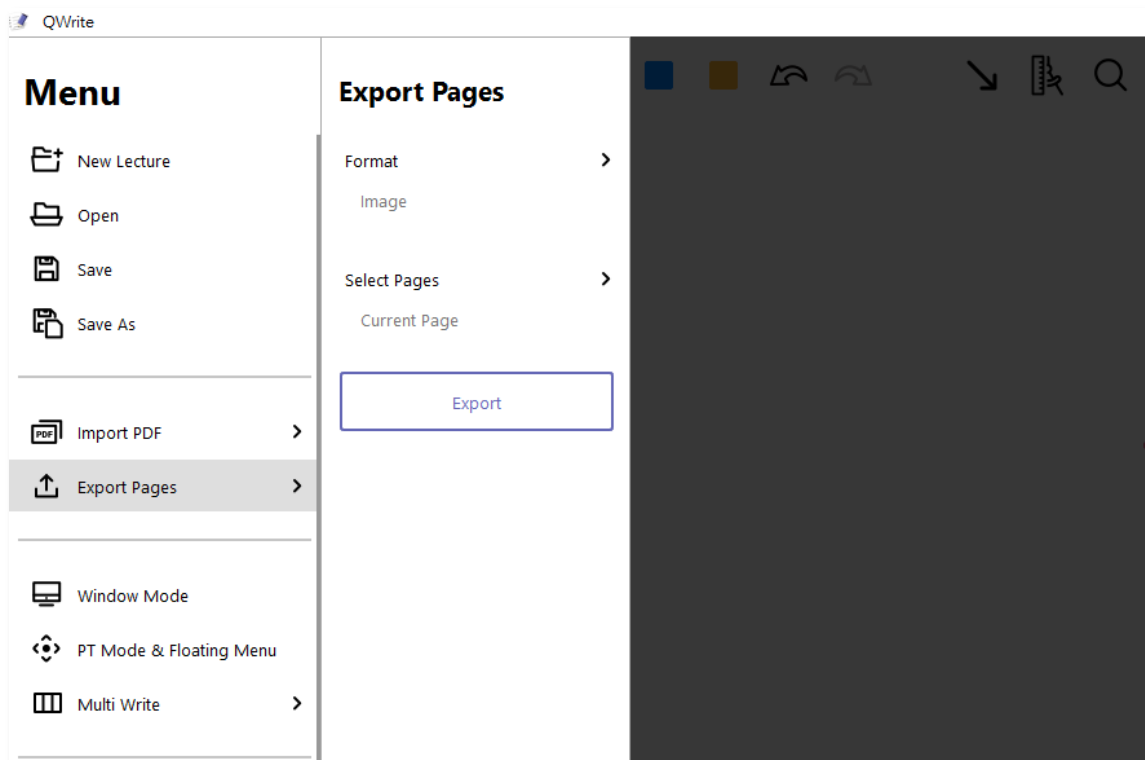 QWrite
Menu
New Lecture
Open
Save
Save As
PDF
Import PDF
Export Pages
Window Mode
PT Mode & Floating Menu
Multi Write
Export Pages
Format
Image
Select Pages
Current Page
Export